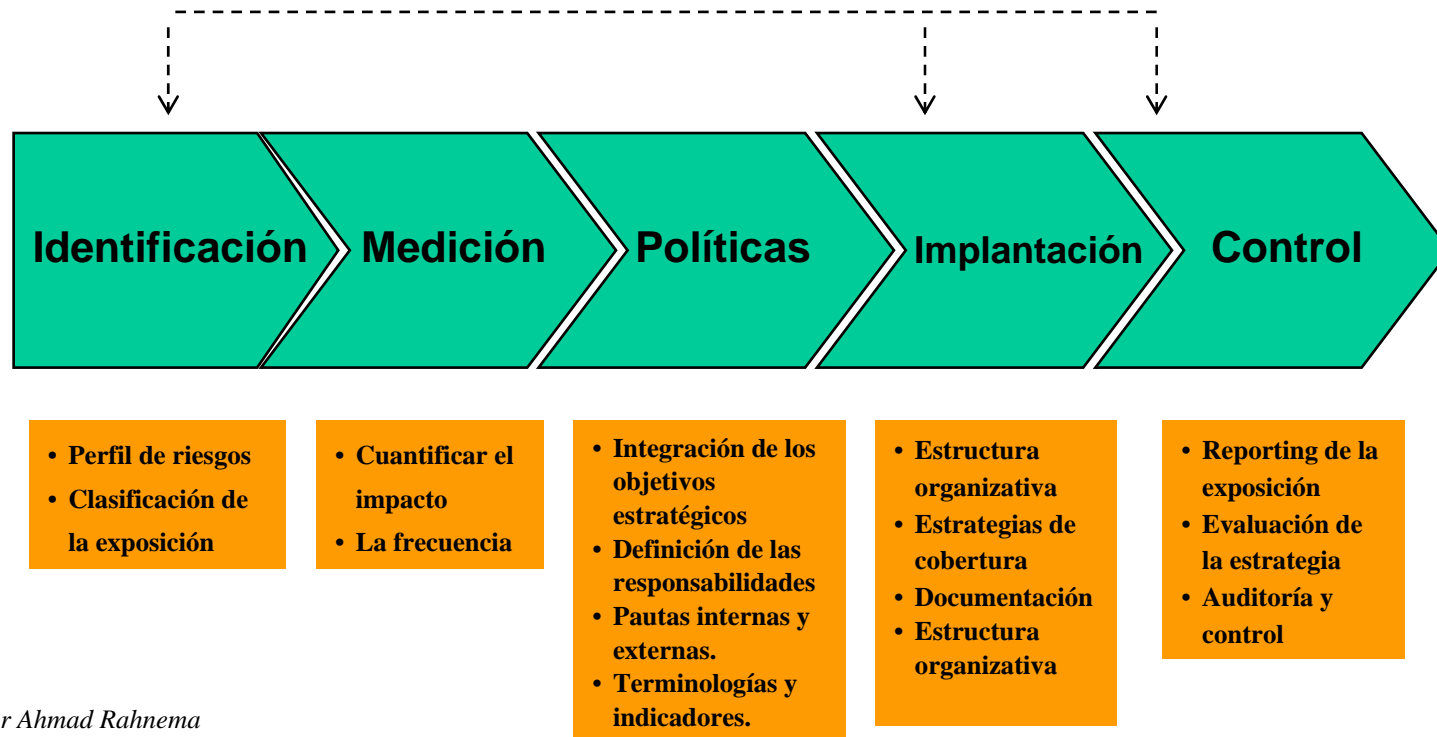 Identificación
Medición
Políticas
Implantación
Control
• Perfil de riesgos
• Clasificación de
la exposición
• Cuantificar el
impacto
• La frecuencia
• Integración de los
objetivos
estratégicos
• Definición de las
responsabilidades
• Pautas internas y
externas.
• Terminologías y
indicadores.
• Estructura
organizativa
• Estrategias de
cobertura
• Documentación
• Estructura
organizativa
• Reporting de la
exposición
• Evaluación de
la estrategia
• Auditoría y
control
r Ahmad Rahnema